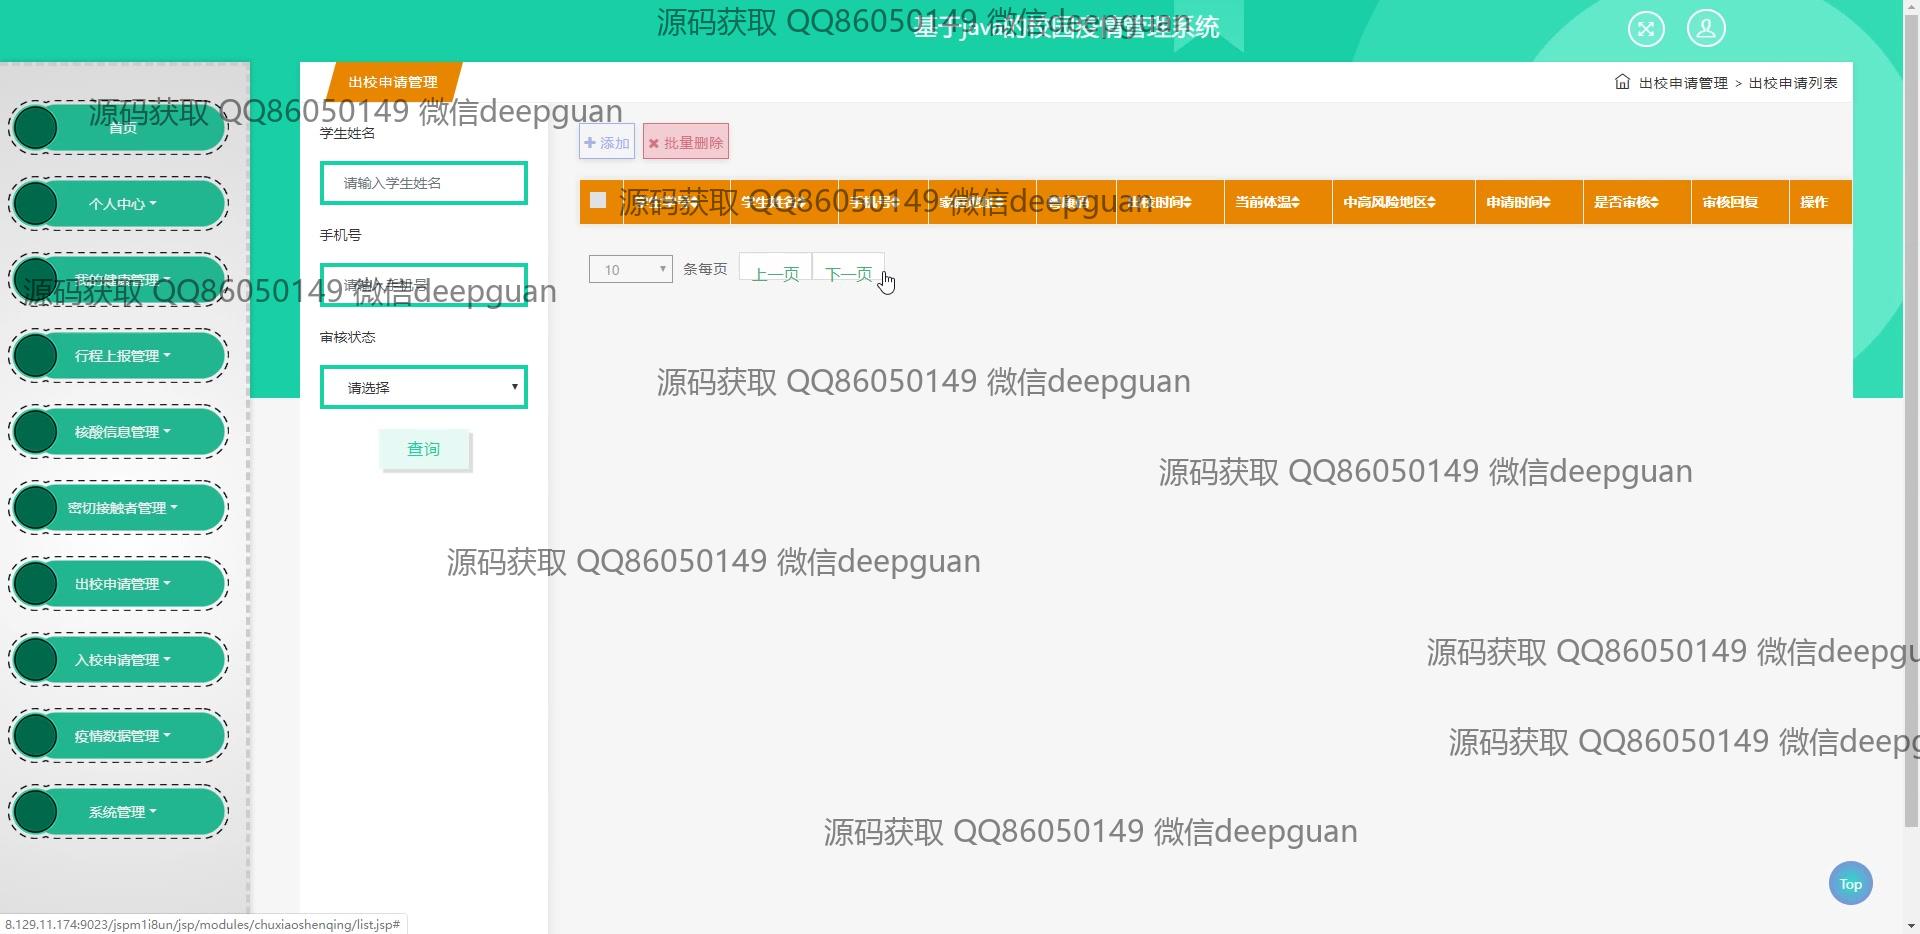 基于java的校园疫情管理系统
源码获取 QQ86050149 微信deepguan
出校申请管理
出校申请管理 > 出校申请列表
源码获取 QQ86050149 微信deepguan
首页
个人中心
我的健康管理
源码获取 QQ86050149 微信deepguan
行程上报管理
核酸信息管理
密切接触者管理
出校申请管理
入校申请管理
疫情数据管理
系统管理
学生姓名
请输入学生姓名
手机号
请输入手机号
审核状态
请选择
查询
添加 批量删除
学生学号 学生姓名 手机号 家庭地址 出校时间 当前体温 中高风险地区 申请时间 是否审核 审核回复 操作
源码获取 QQ86050149 微信deepguan
10 条每页 上一页 下一页
源码获取 QQ86050149 微信deepguan
源码获取 QQ86050149 微信deepguan
源码获取 QQ86050149 微信deepguan
源码获取 QQ86050149 微信deepgu
源码获取 QQ86050149 微信deepg
源码获取 QQ86050149 微信deepguan
Top
8.129.11.174:9023/jspm1i8un/jsp/modules/chuxiaoshenqing/list.jsp#